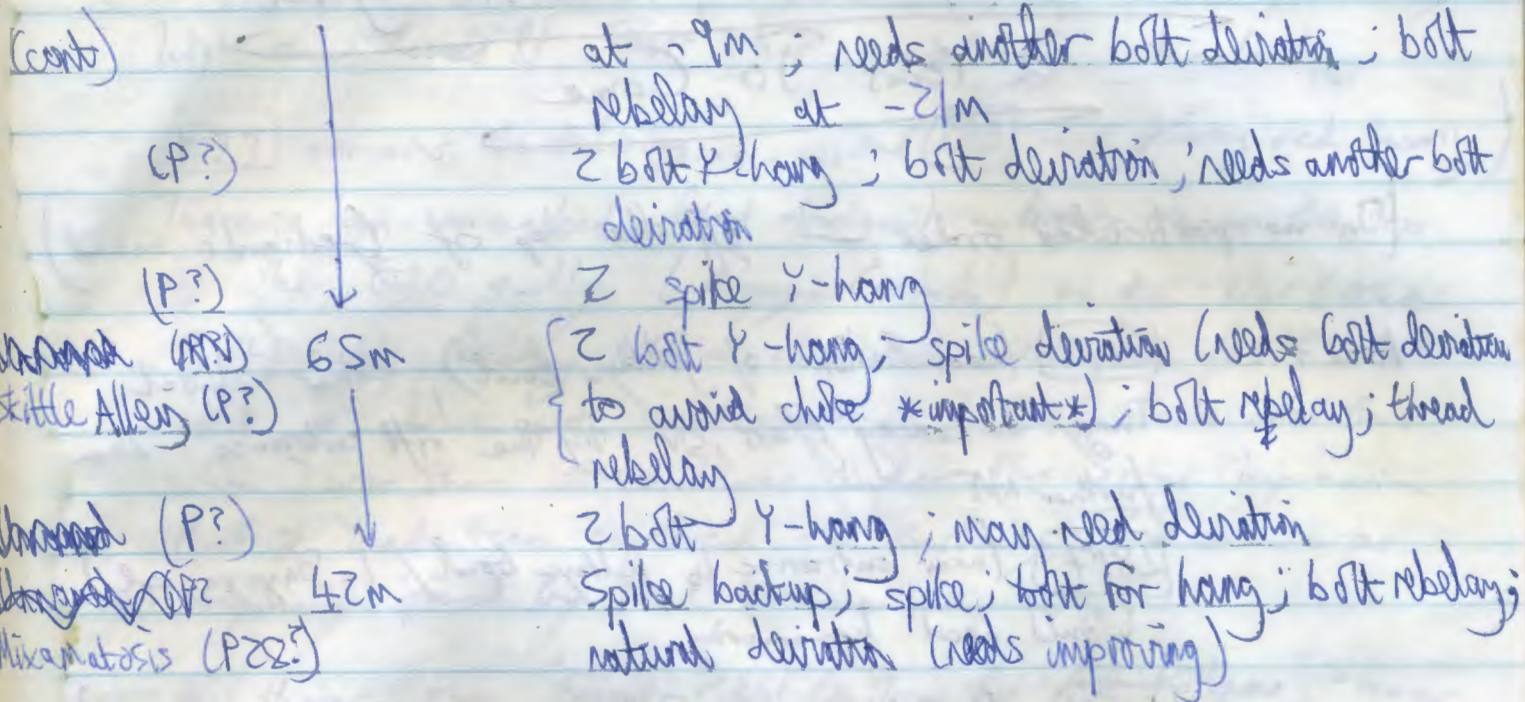 (cont) at -9m ; needs another bolt deviation ; bolt
rebelay at -21m
(P?) 2 bolt Y-hang ; bolt deviation ; needs another bolt
deviation
(P?) 2 spike Y-hang
65m 2 bolt Y-hang, spike deviation (needs bolt deviation
Skittle Alley (P?) to avoid choke *important*) ; bolt rebelay ; thread
rebelay
Unnamed (P?) 2 bolt Y-hang ; may need deviation
42m Spike backup ; spike ; bolt for hang ; bolt rebelay ;
Mixamatosis (P28?) natural deviation (needs improving)